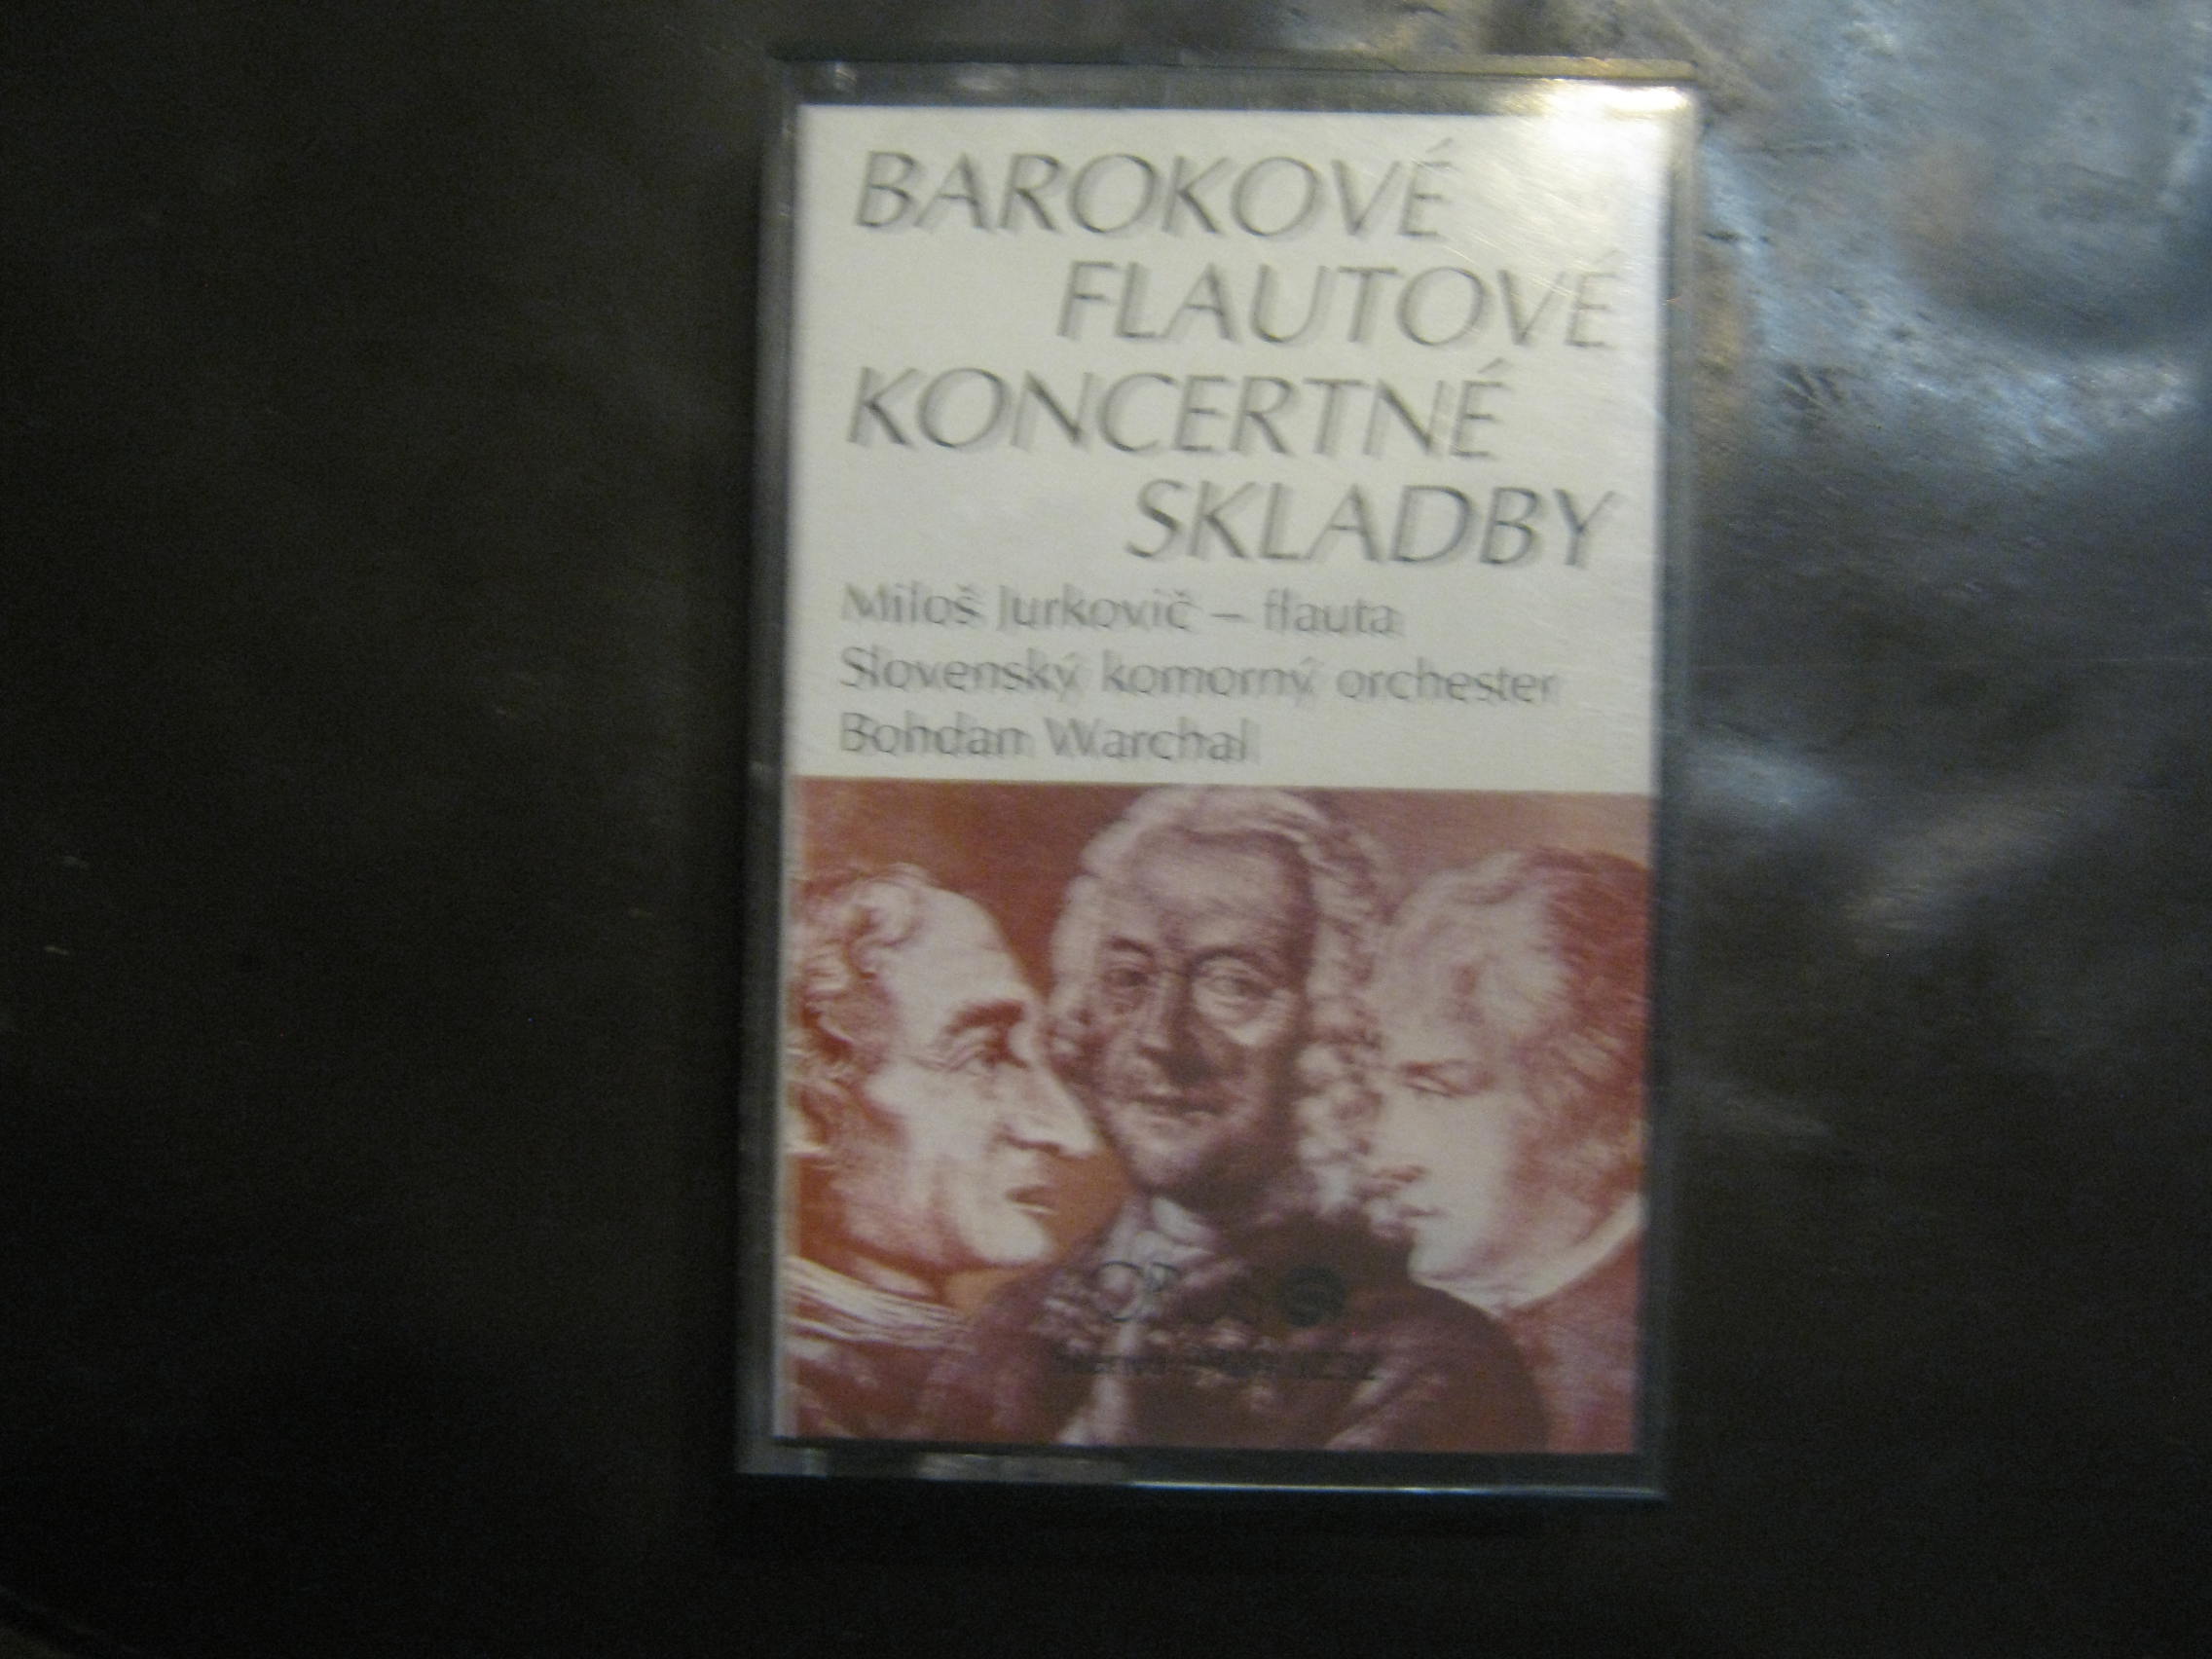 BAROKOVÉ
FLAUTOVÉ
KONCERTNÉ
SKLADBY
Miloš Jurkovič – flauta
Slovenský komorný orchester
Bohdan Warchal